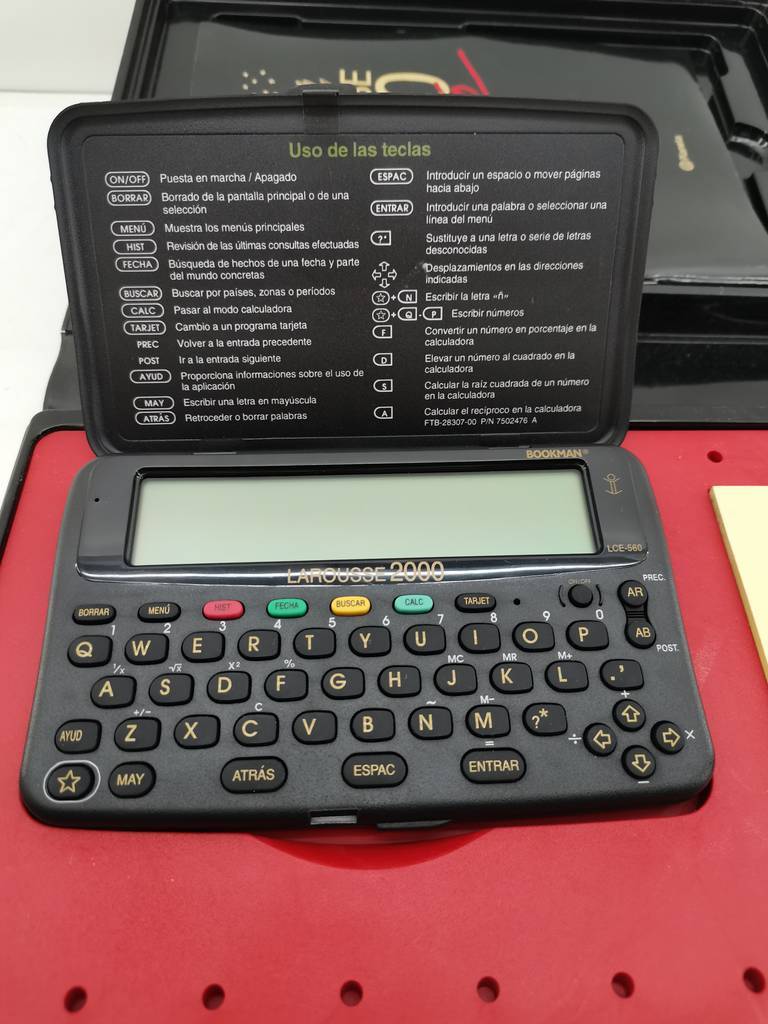 Uso de las teclas
ON/OFF Puesta en marcha / Apagado
BORRAR Borrado de la pantalla principal o de una
selección
MENÚ Muestra los menús principales
HIST Revisión de las últimas consultas efectuadas
FECHA Búsqueda de hechos de una fecha y parte
del mundo concretas
BUSCAR Buscar por países, zonas o períodos
CALC Pasar al modo calculadora
TARJET Cambio a un programa tarjeta
PREC Volver a la entrada precedente
POST Ir a la entrada siguiente
AYUD Proporciona informaciones sobre el uso de
la aplicación
MAY Escribir una letra en mayúscula
ATRÁS Retroceder o borrar palabras
ESPAC Introducir un espacio o mover páginas
hacia abajo
ENTRAR Introducir una palabra o seleccionar una
línea del menú
?* Sustituye a una letra o serie de letras
desconocidas
Desplazamientos en las direcciones
indicadas
☆ + N Escribir la letra «ñ»
☆ + Q - P Escribir números
F Convertir un número en porcentaje en la
calculadora
D Elevar un número al cuadrado en la
calculadora
S Calcular la raíz cuadrada de un número
en la calculadora
A Calcular el recíproco en la calculadora
FTB-28307-00 P/N 7502476 A
BOOKMAN®
LCE-560
LAROUSSE 2000
ON/OFF
PREC.
BORRAR MENÚ HIST FECHA BUSCAR CALC TARJET AR
1 2 3 4 5 6 7 8 9 0
Q W E R T Y U I O P AB
POST.
1/x √x x² % MC MR M+
A S D F G H J K L .’
+/− C ~ M− +
AYUD Z X C V B N M ?* ÷ ×
= −
☆ MAY ATRÁS ESPAC ENTRAR